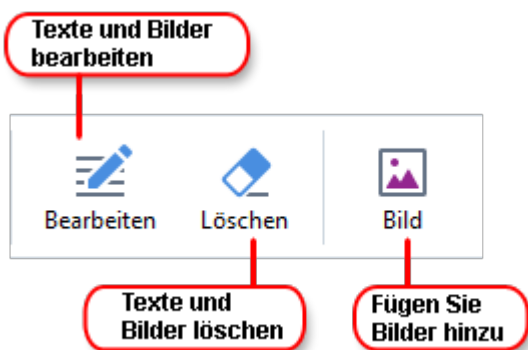 Texte und Bilder
bearbeiten
Bearbeiten
Löschen
Bild
Texte und
Bilder löschen
Fügen Sie
Bilder hinzu